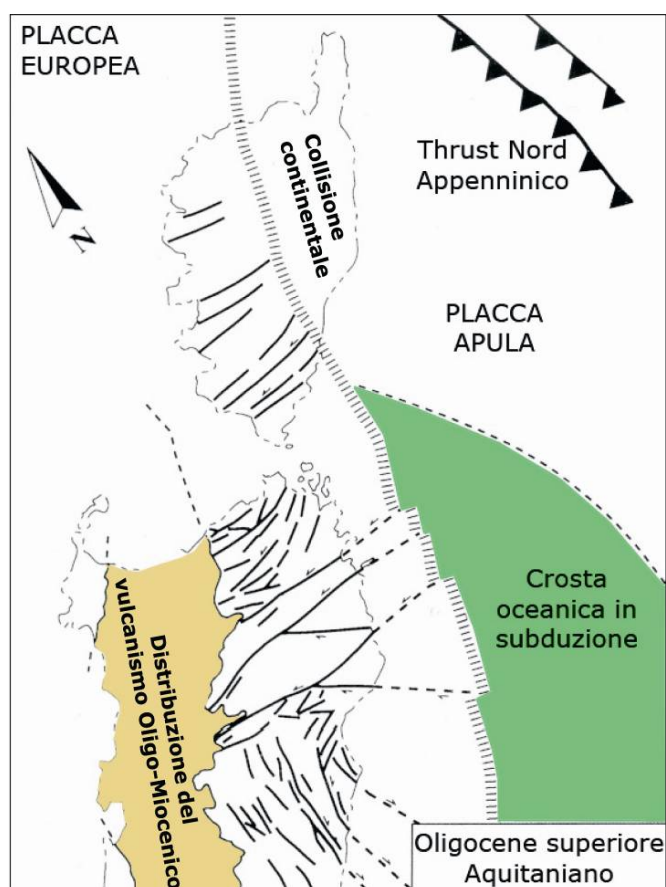 PLACCA
EUROPEA
Collisione
continentale
Thrust Nord
Appenninico
N
PLACCA
APULA
Crosta
oceanica in
subduzione
Distribuzione del
vulcanismo Oligo-Miocenico
Oligocene superiore
Aquitaniano